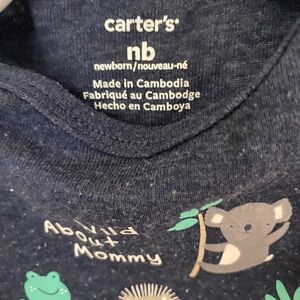 carter's
nb
newborn/nouveau-né
Made in Cambodia
Fabriqué au Cambodge
Hecho en Camboya
Wild
About
Mommy